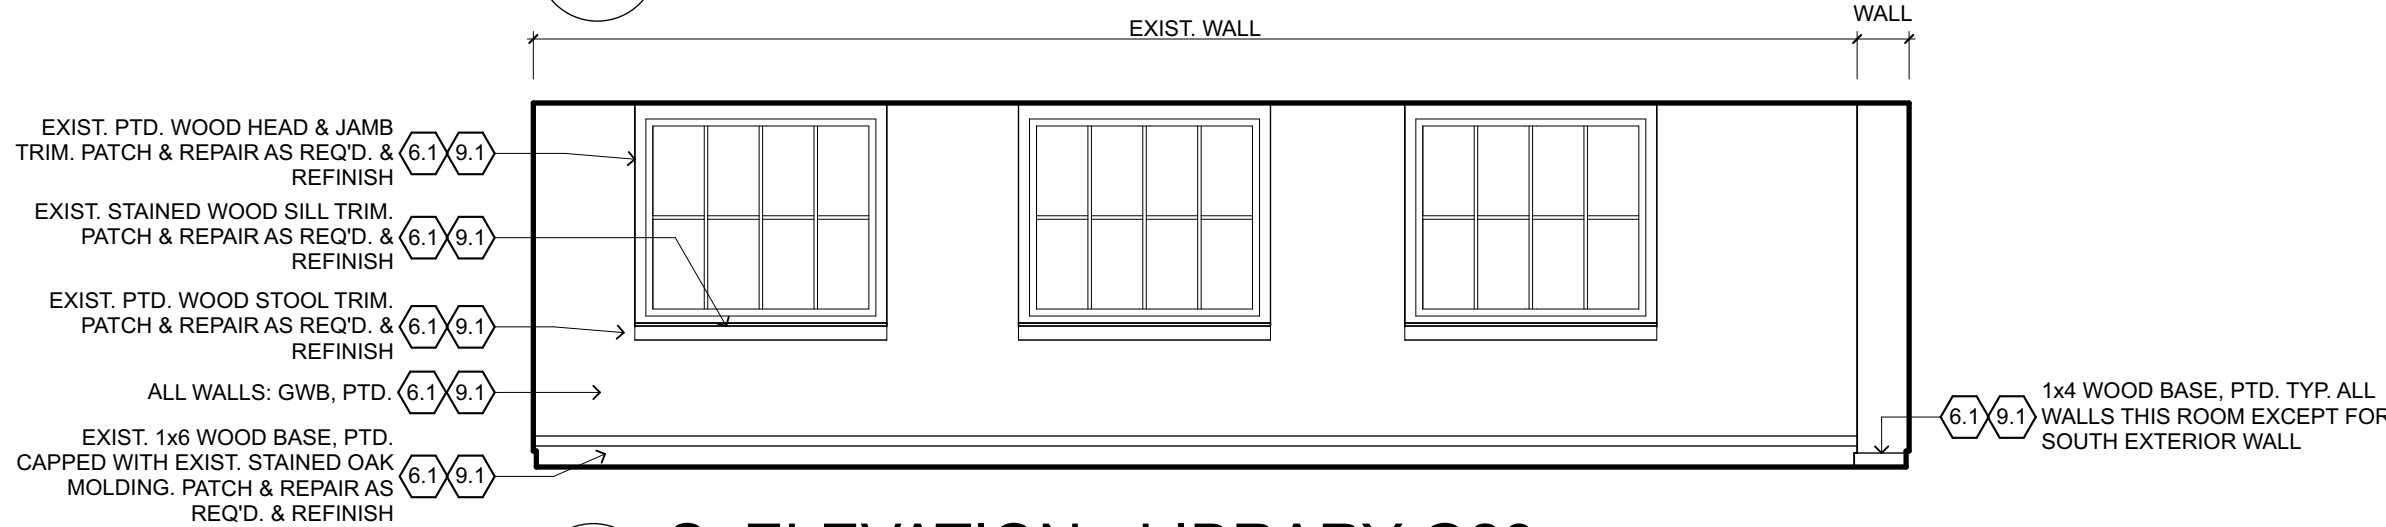 WALL
EXIST. WALL
EXIST. PTD. WOOD HEAD & JAMB
TRIM. PATCH & REPAIR AS REQ'D. &
REFINISH
6.1 9.1
EXIST. STAINED WOOD SILL TRIM.
PATCH & REPAIR AS REQ'D. &
REFINISH
6.1 9.1
EXIST. PTD. WOOD STOOL TRIM.
PATCH & REPAIR AS REQ'D. &
REFINISH
6.1 9.1
ALL WALLS: GWB, PTD.
6.1 9.1
EXIST. 1x6 WOOD BASE, PTD.
CAPPED WITH EXIST. STAINED OAK
MOLDING. PATCH & REPAIR AS
REQ'D. & REFINISH
6.1 9.1
6.1 9.1
1x4 WOOD BASE, PTD. TYP. ALL
WALLS THIS ROOM EXCEPT FOR
SOUTH EXTERIOR WALL
ELEVATION - LIBRARY